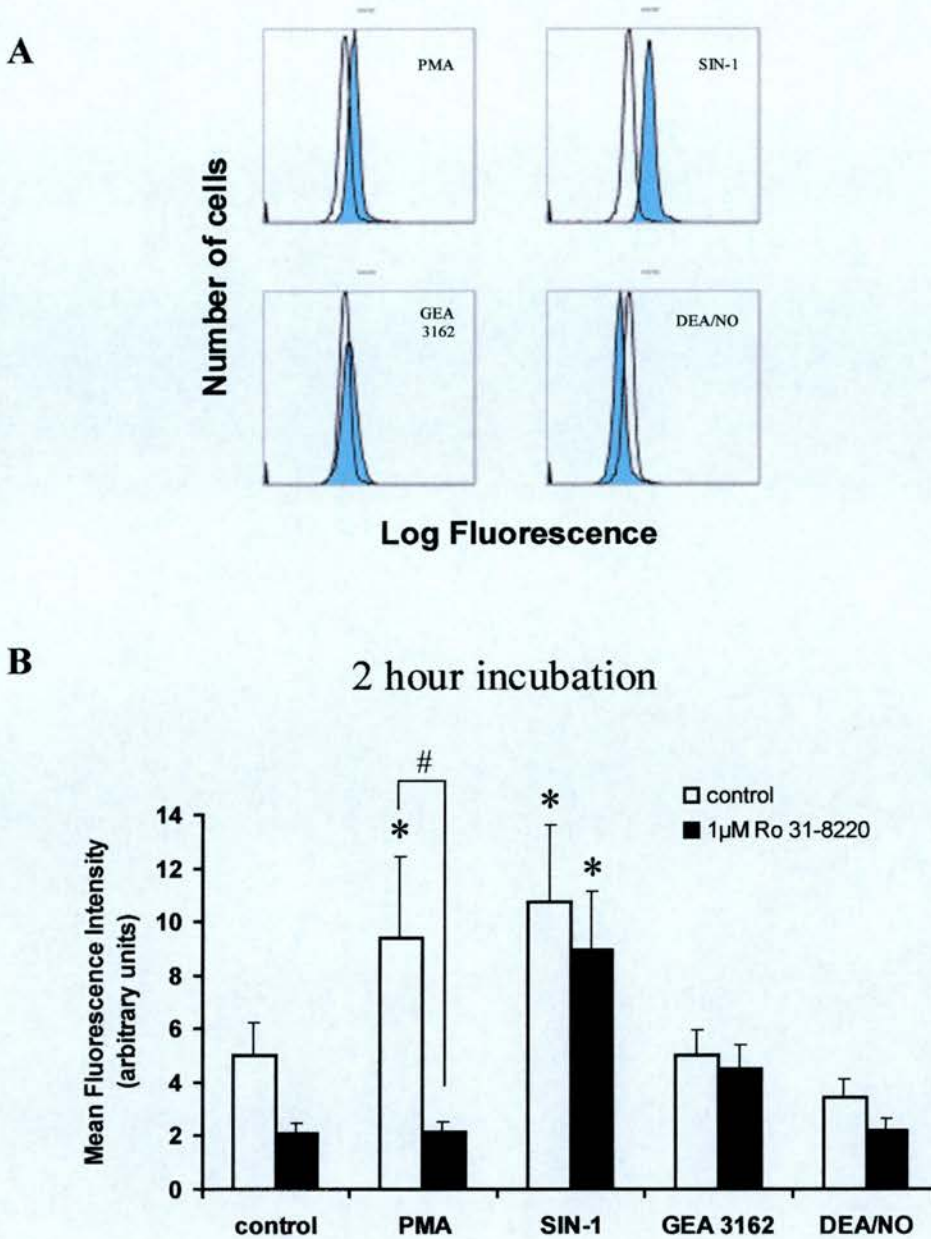 A
PMA
SIN-1
GEA
3162
DEA/NO
Number of cells
Log Fluorescence
B
2 hour incubation
#
*
*
*
control
1µM Ro 31-8220
Mean Fluorescence Intensity
(arbitrary units)
14
12
10
8
6
4
2
0
control
PMA
SIN-1
GEA 3162
DEA/NO